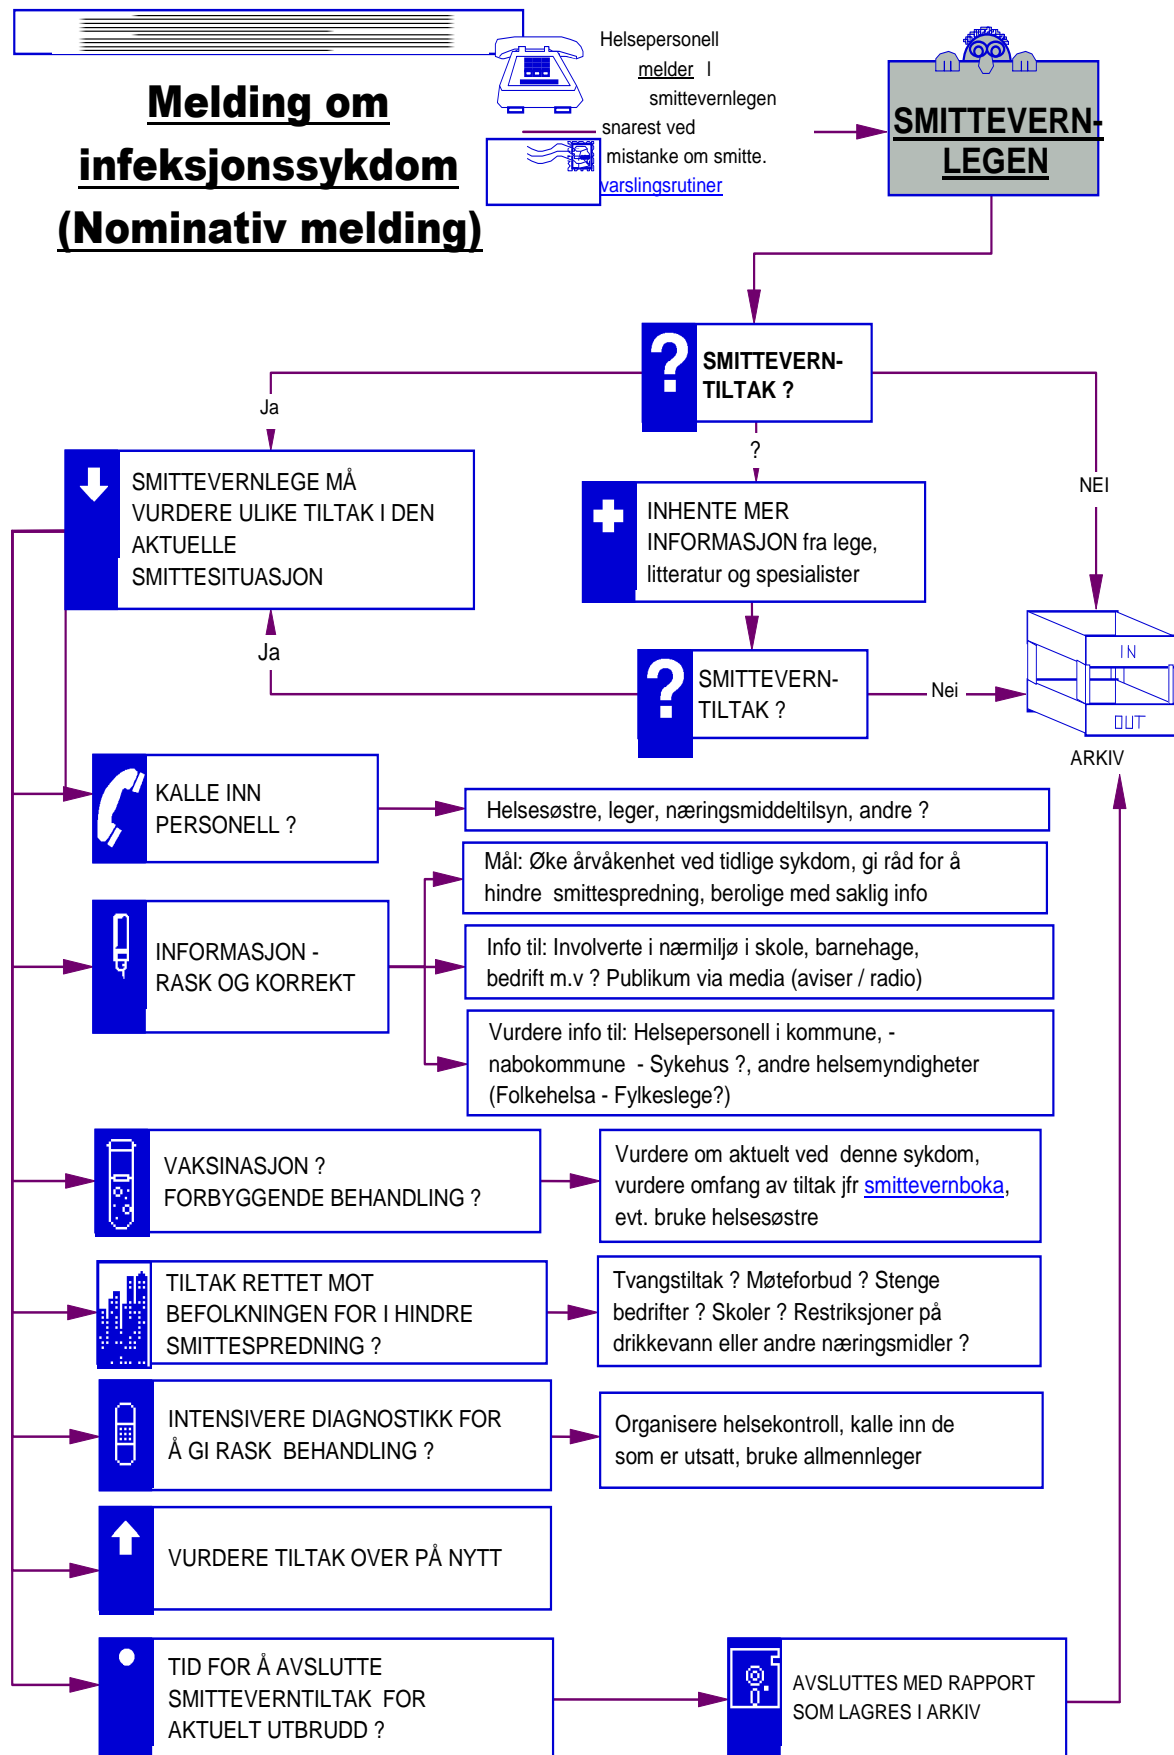 Melding om
infeksjonssykdom
(Nominativ melding)
Helsepersonell
melder I
smittevernlegen
snarest ved
mistanke om smitte.
varslingsrutiner
SMITTEVERN-
LEGEN
SMITTEVERN-
TILTAK ?
Ja
?
NEI
SMITTEVERNLEGE MÅ
VURDERE ULIKE TILTAK I DEN
AKTUELLE
SMITTESITUASJON
INHENTE MER
INFORMASJON fra lege,
litteratur og spesialister
Ja
SMITTEVERN-
TILTAK ?
Nei
IN
OUT
ARKIV
KALLE INN
PERSONELL ?
Helsesøstre, leger, næringsmiddeltilsyn, andre ?
INFORMASJON -
RASK OG KORREKT
Mål: Øke årvåkenhet ved tidlige sykdom, gi råd for å
hindre smittespredning, berolige med saklig info
Info til: Involverte i nærmiljø i skole, barnehage,
bedrift m.v ? Publikum via media (aviser / radio)
Vurdere info til: Helsepersonell i kommune, -
nabokommune - Sykehus ?, andre helsemyndigheter
(Folkehelsa - Fylkeslege?)
VAKSINASJON ?
FORBYGGENDE BEHANDLING ?
Vurdere om aktuelt ved denne sykdom,
vurdere omfang av tiltak jfr smittevernboka,
evt. bruke helsesøstre
TILTAK RETTET MOT
BEFOLKNINGEN FOR I HINDRE
SMITTESPREDNING ?
Tvangstiltak ? Møteforbud ? Stenge
bedrifter ? Skoler ? Restriksjoner på
drikkevann eller andre næringsmidler ?
INTENSIVERE DIAGNOSTIKK FOR
Å GI RASK BEHANDLING ?
Organisere helsekontroll, kalle inn de
som er utsatt, bruke allmennleger
VURDERE TILTAK OVER PÅ NYTT
TID FOR Å AVSLUTTE
SMITTEVERNTILTAK FOR
AKTUELT UTBRUDD ?
AVSLUTTES MED RAPPORT
SOM LAGRES I ARKIV